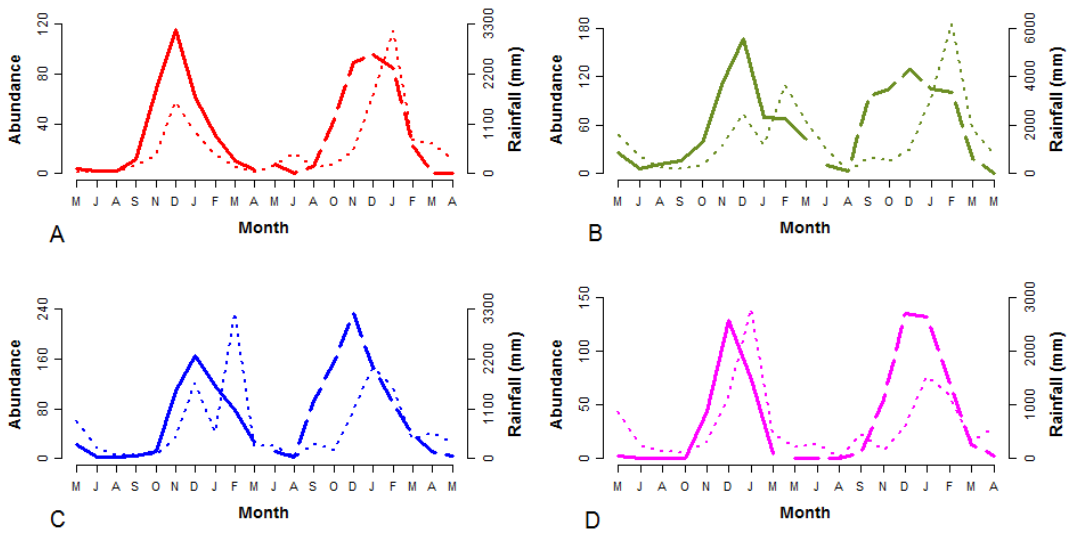 120
80
40
0
Abundance
3300
2200
1100
0
Rainfall (mm)
M J A S O D J F M A J J A S O N D F M A
Month
A
180
120
60
0
Abundance
6000
4000
2000
0
Rainfall (mm)
M J A S O N D J F M J A S O D J F M M
Month
B
240
160
80
0
Abundance
3300
2200
1100
0
Rainfall (mm)
M J A S O N D J F M J A S O D J F M A M
Month
C
150
100
50
0
Abundance
3000
2000
1000
0
Rainfall (mm)
M J A O N D J M M J A S O D J F M A
Month
D